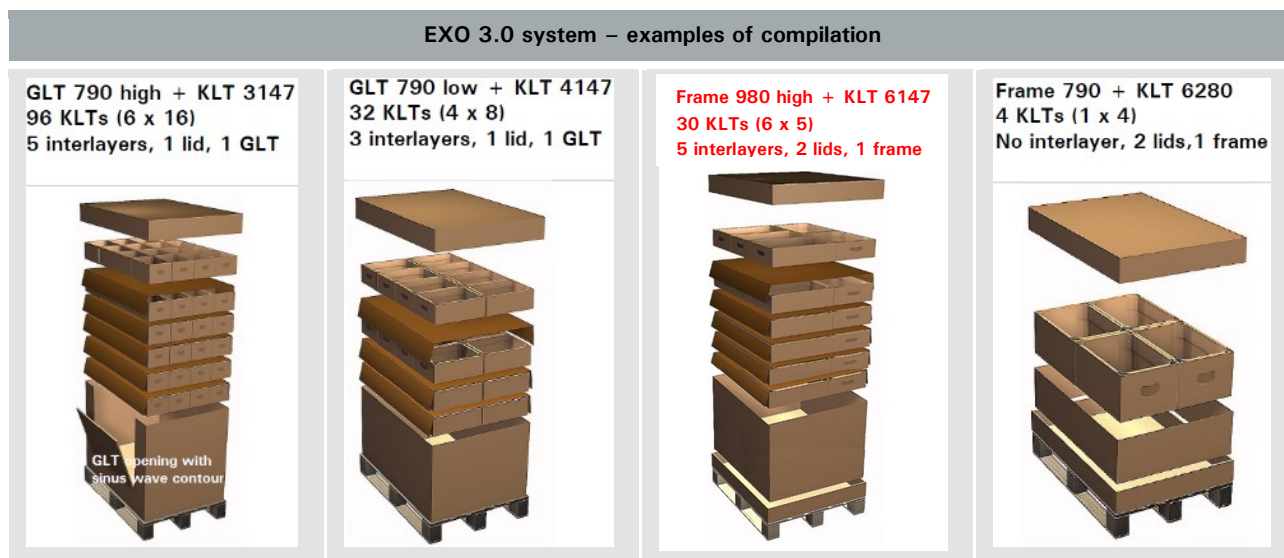 EXO 3.0 system – examples of compilation
GLT 790 high + KLT 3147
96 KLTs (6 x 16)
5 interlayers, 1 lid, 1 GLT
GLT opening with
sinus wave contour
GLT 790 low + KLT 4147
32 KLTs (4 x 8)
3 interlayers, 1 lid, 1 GLT
Frame 980 high + KLT 6147
30 KLTs (6 x 5)
5 interlayers, 2 lids, 1 frame
Frame 790 + KLT 6280
4 KLTs (1 x 4)
No interlayer, 2 lids,1 frame